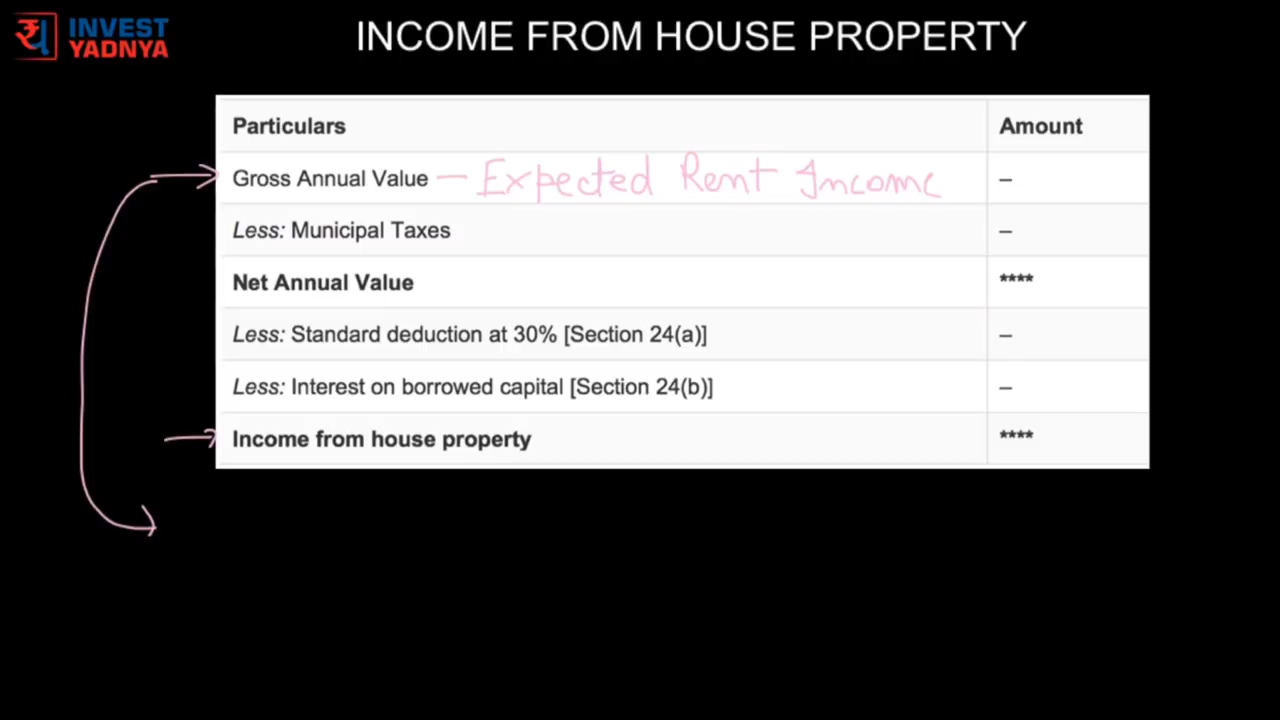 यप INVEST
YADNYA
INCOME FROM HOUSE PROPERTY
Particulars Amount
Gross Annual Value – Expected Rent Income –
Less: Municipal Taxes –
Net Annual Value ****
Less: Standard deduction at 30% [Section 24(a)] –
Less: Interest on borrowed capital [Section 24(b)] –
Income from house property ****